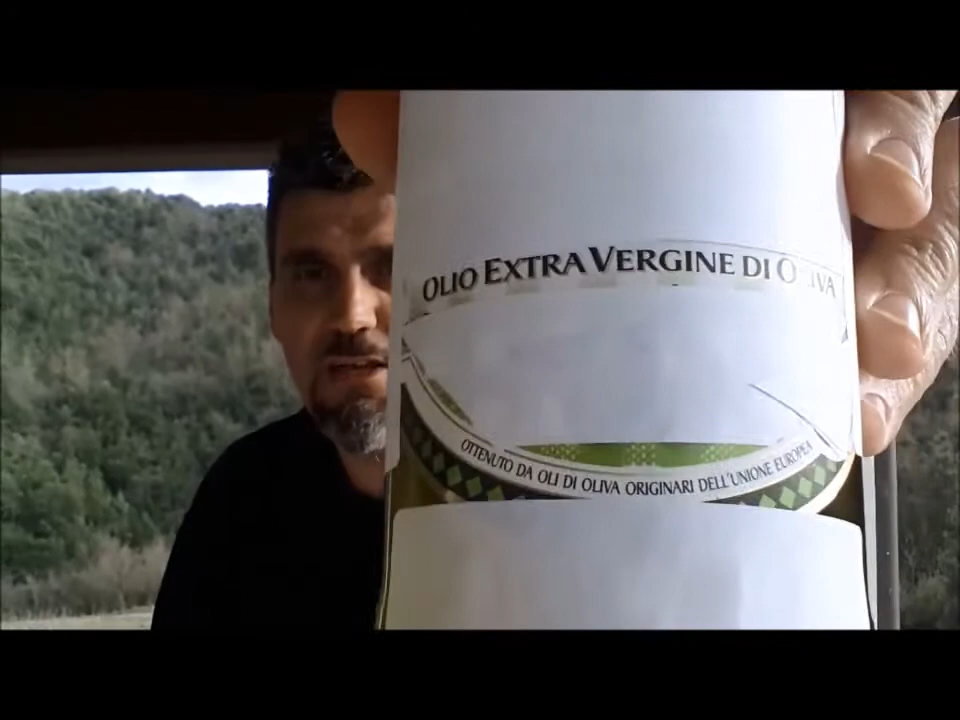 OLIO EXTRA VERGINE DI OLIVA
OTTENUTO DA OLI DI OLIVA ORIGINARI DELL'UNIONE EUROPEA